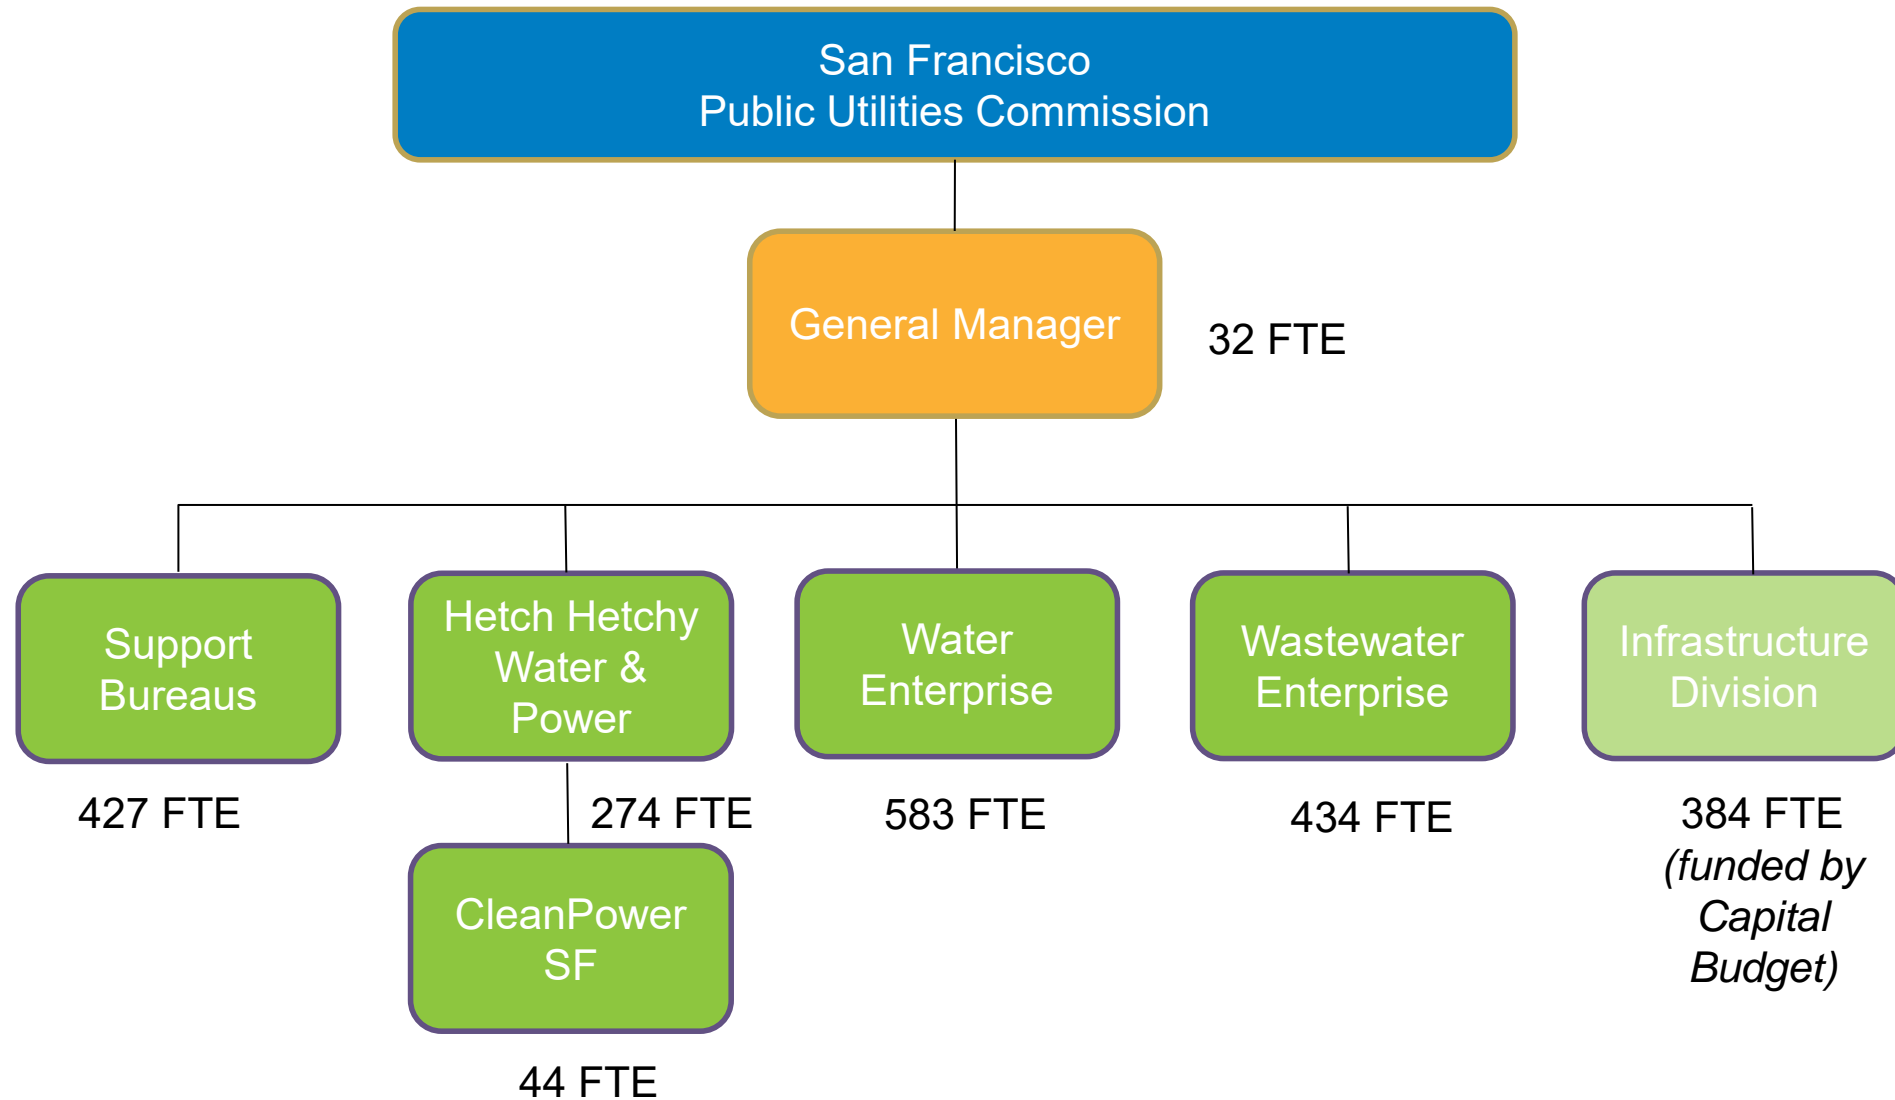 San Francisco
Public Utilities Commission
General Manager
32 FTE
Support
Bureaus
427 FTE
Hetch Hetchy
Water &
Power
274 FTE
CleanPower
SF
44 FTE
Water
Enterprise
583 FTE
Wastewater
Enterprise
434 FTE
Infrastructure
Division
384 FTE
(funded by
Capital
Budget)